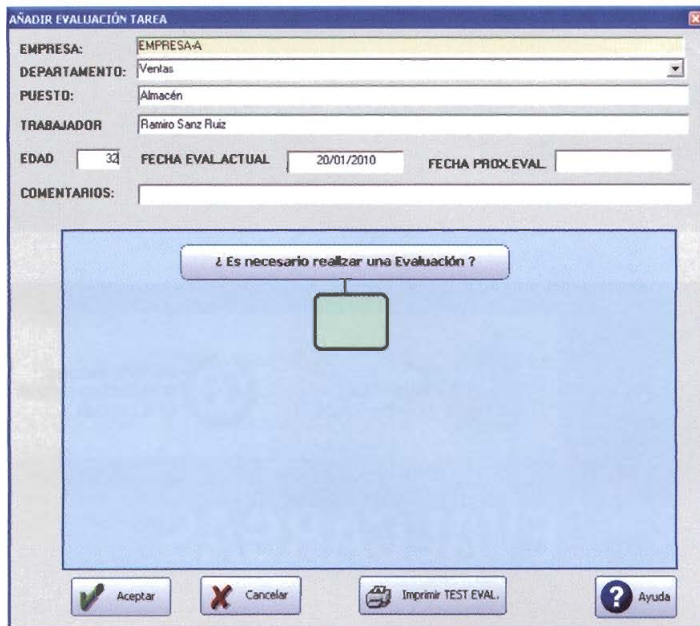 AÑADIR EVALUACIÓN TAREA
EMPRESA: EMPRESA-A
DEPARTAMENTO: Ventas
PUESTO: Almacén
TRABAJADOR Ramiro Sanz Ruiz
EDAD 32 FECHA EVAL.ACTUAL 20/01/2010 FECHA PROX.EVAL.
COMENTARIOS:
¿ Es necesario realizar una Evaluación ?
Aceptar Cancelar Imprimir TEST EVAL. Ayuda